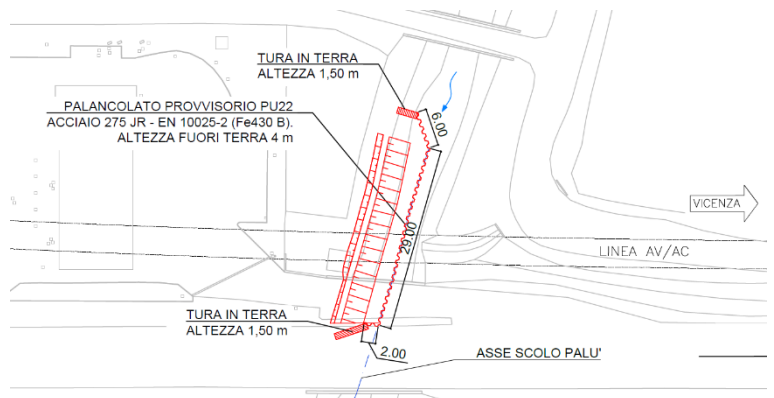 TURA IN TERRA
ALTEZZA 1,50 m
PALANCOLATO PROVVISORIO PU22
ACCIAIO 275 JR - EN 10025-2 (Fe430 B).
ALTEZZA FUORI TERRA 4 m
6.00
VICENZA
29.00
LINEA AV/AC
TURA IN TERRA
ALTEZZA 1,50 m
2.00
ASSE SCOLO PALU'